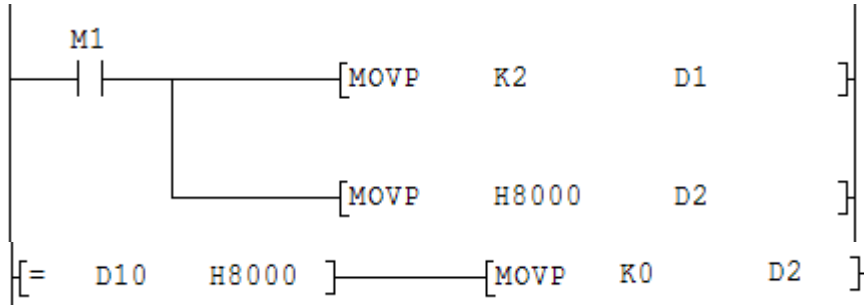 M1
[MOVP K2 D1 ]
[MOVP H8000 D2 ]
[= D10 H8000 ] [MOVP K0 D2 ]